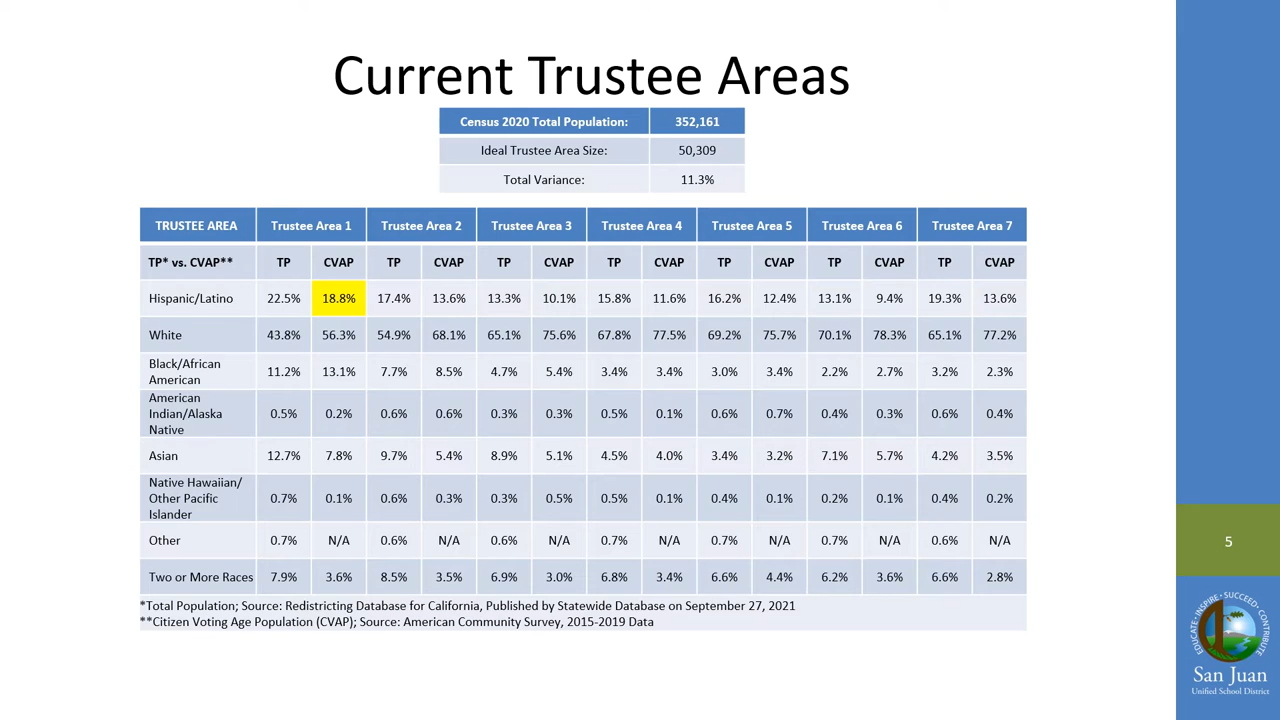 Current Trustee Areas
Census 2020 Total Population: 352,161
Ideal Trustee Area Size: 50,309
Total Variance: 11.3%
TRUSTEE AREA Trustee Area 1 Trustee Area 2 Trustee Area 3 Trustee Area 4 Trustee Area 5 Trustee Area 6 Trustee Area 7
TP* vs. CVAP** TP CVAP TP CVAP TP CVAP TP CVAP TP CVAP TP CVAP TP CVAP
Hispanic/Latino 22.5% 18.8% 17.4% 13.6% 13.3% 10.1% 15.8% 11.6% 16.2% 12.4% 13.1% 9.4% 19.3% 13.6%
White 43.8% 56.3% 54.9% 68.1% 65.1% 75.6% 67.8% 77.5% 69.2% 75.7% 70.1% 78.3% 65.1% 77.2%
Black/African
American 11.2% 13.1% 7.7% 8.5% 4.7% 5.4% 3.4% 3.4% 3.0% 3.4% 2.2% 2.7% 3.2% 2.3%
American
Indian/Alaska
Native 0.5% 0.2% 0.6% 0.6% 0.3% 0.3% 0.5% 0.1% 0.6% 0.7% 0.4% 0.3% 0.6% 0.4%
Asian 12.7% 7.8% 9.7% 5.4% 8.9% 5.1% 4.5% 4.0% 3.4% 3.2% 7.1% 5.7% 4.2% 3.5%
Native Hawaiian/
Other Pacific
Islander 0.7% 0.1% 0.6% 0.3% 0.3% 0.5% 0.5% 0.1% 0.4% 0.1% 0.2% 0.1% 0.4% 0.2%
Other 0.7% N/A 0.6% N/A 0.6% N/A 0.7% N/A 0.7% N/A 0.7% N/A 0.6% N/A
Two or More Races 7.9% 3.6% 8.5% 3.5% 6.9% 3.0% 6.8% 3.4% 6.6% 4.4% 6.2% 3.6% 6.6% 2.8%
*Total Population; Source: Redistricting Database for California, Published by Statewide Database on September 27, 2021
**Citizen Voting Age Population (CVAP); Source: American Community Survey, 2015-2019 Data
5
EDUCATE • INSPIRE • SUCCEED • CONTRIBUTE
San Juan
Unified School District